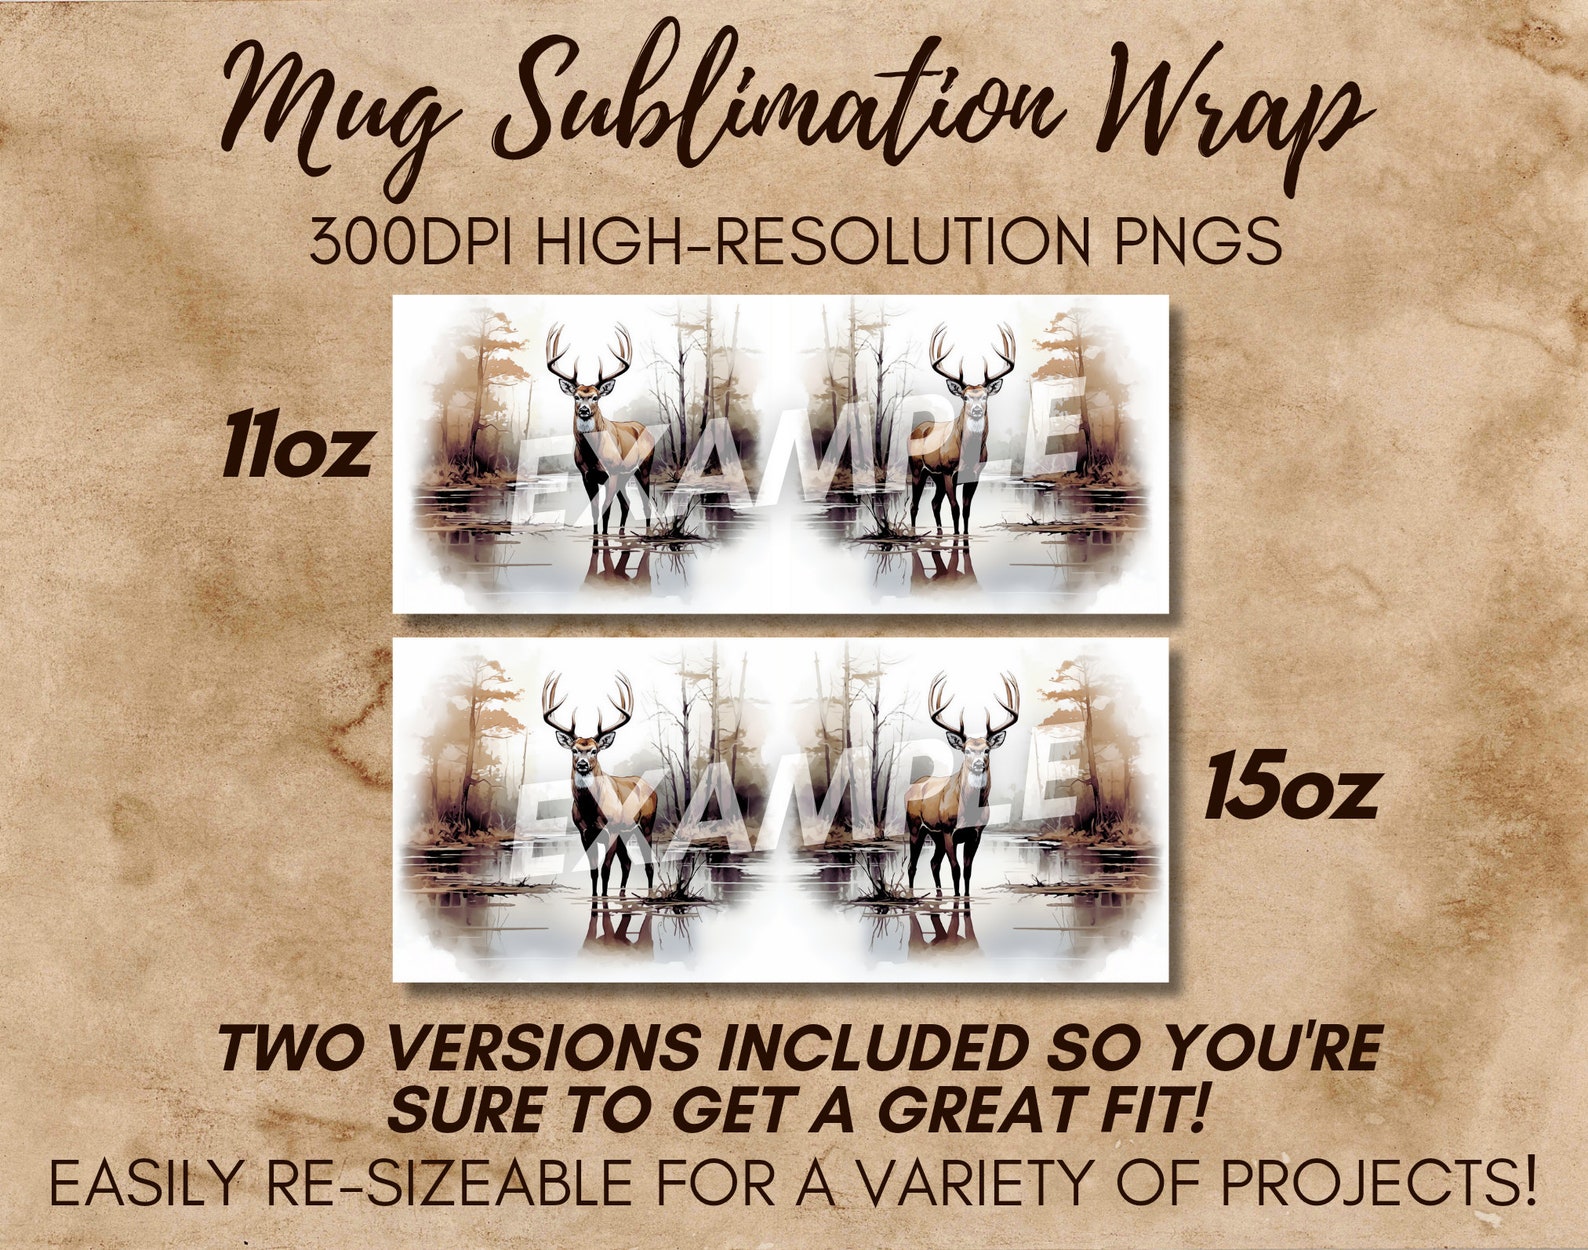 Mug Sublimation Wrap
300DPI HIGH-RESOLUTION PNGS
11oz
EXAMPLE
EXAMPLE
15oz
TWO VERSIONS INCLUDED SO YOU'RE
SURE TO GET A GREAT FIT!
EASILY RE-SIZEABLE FOR A VARIETY OF PROJECTS!